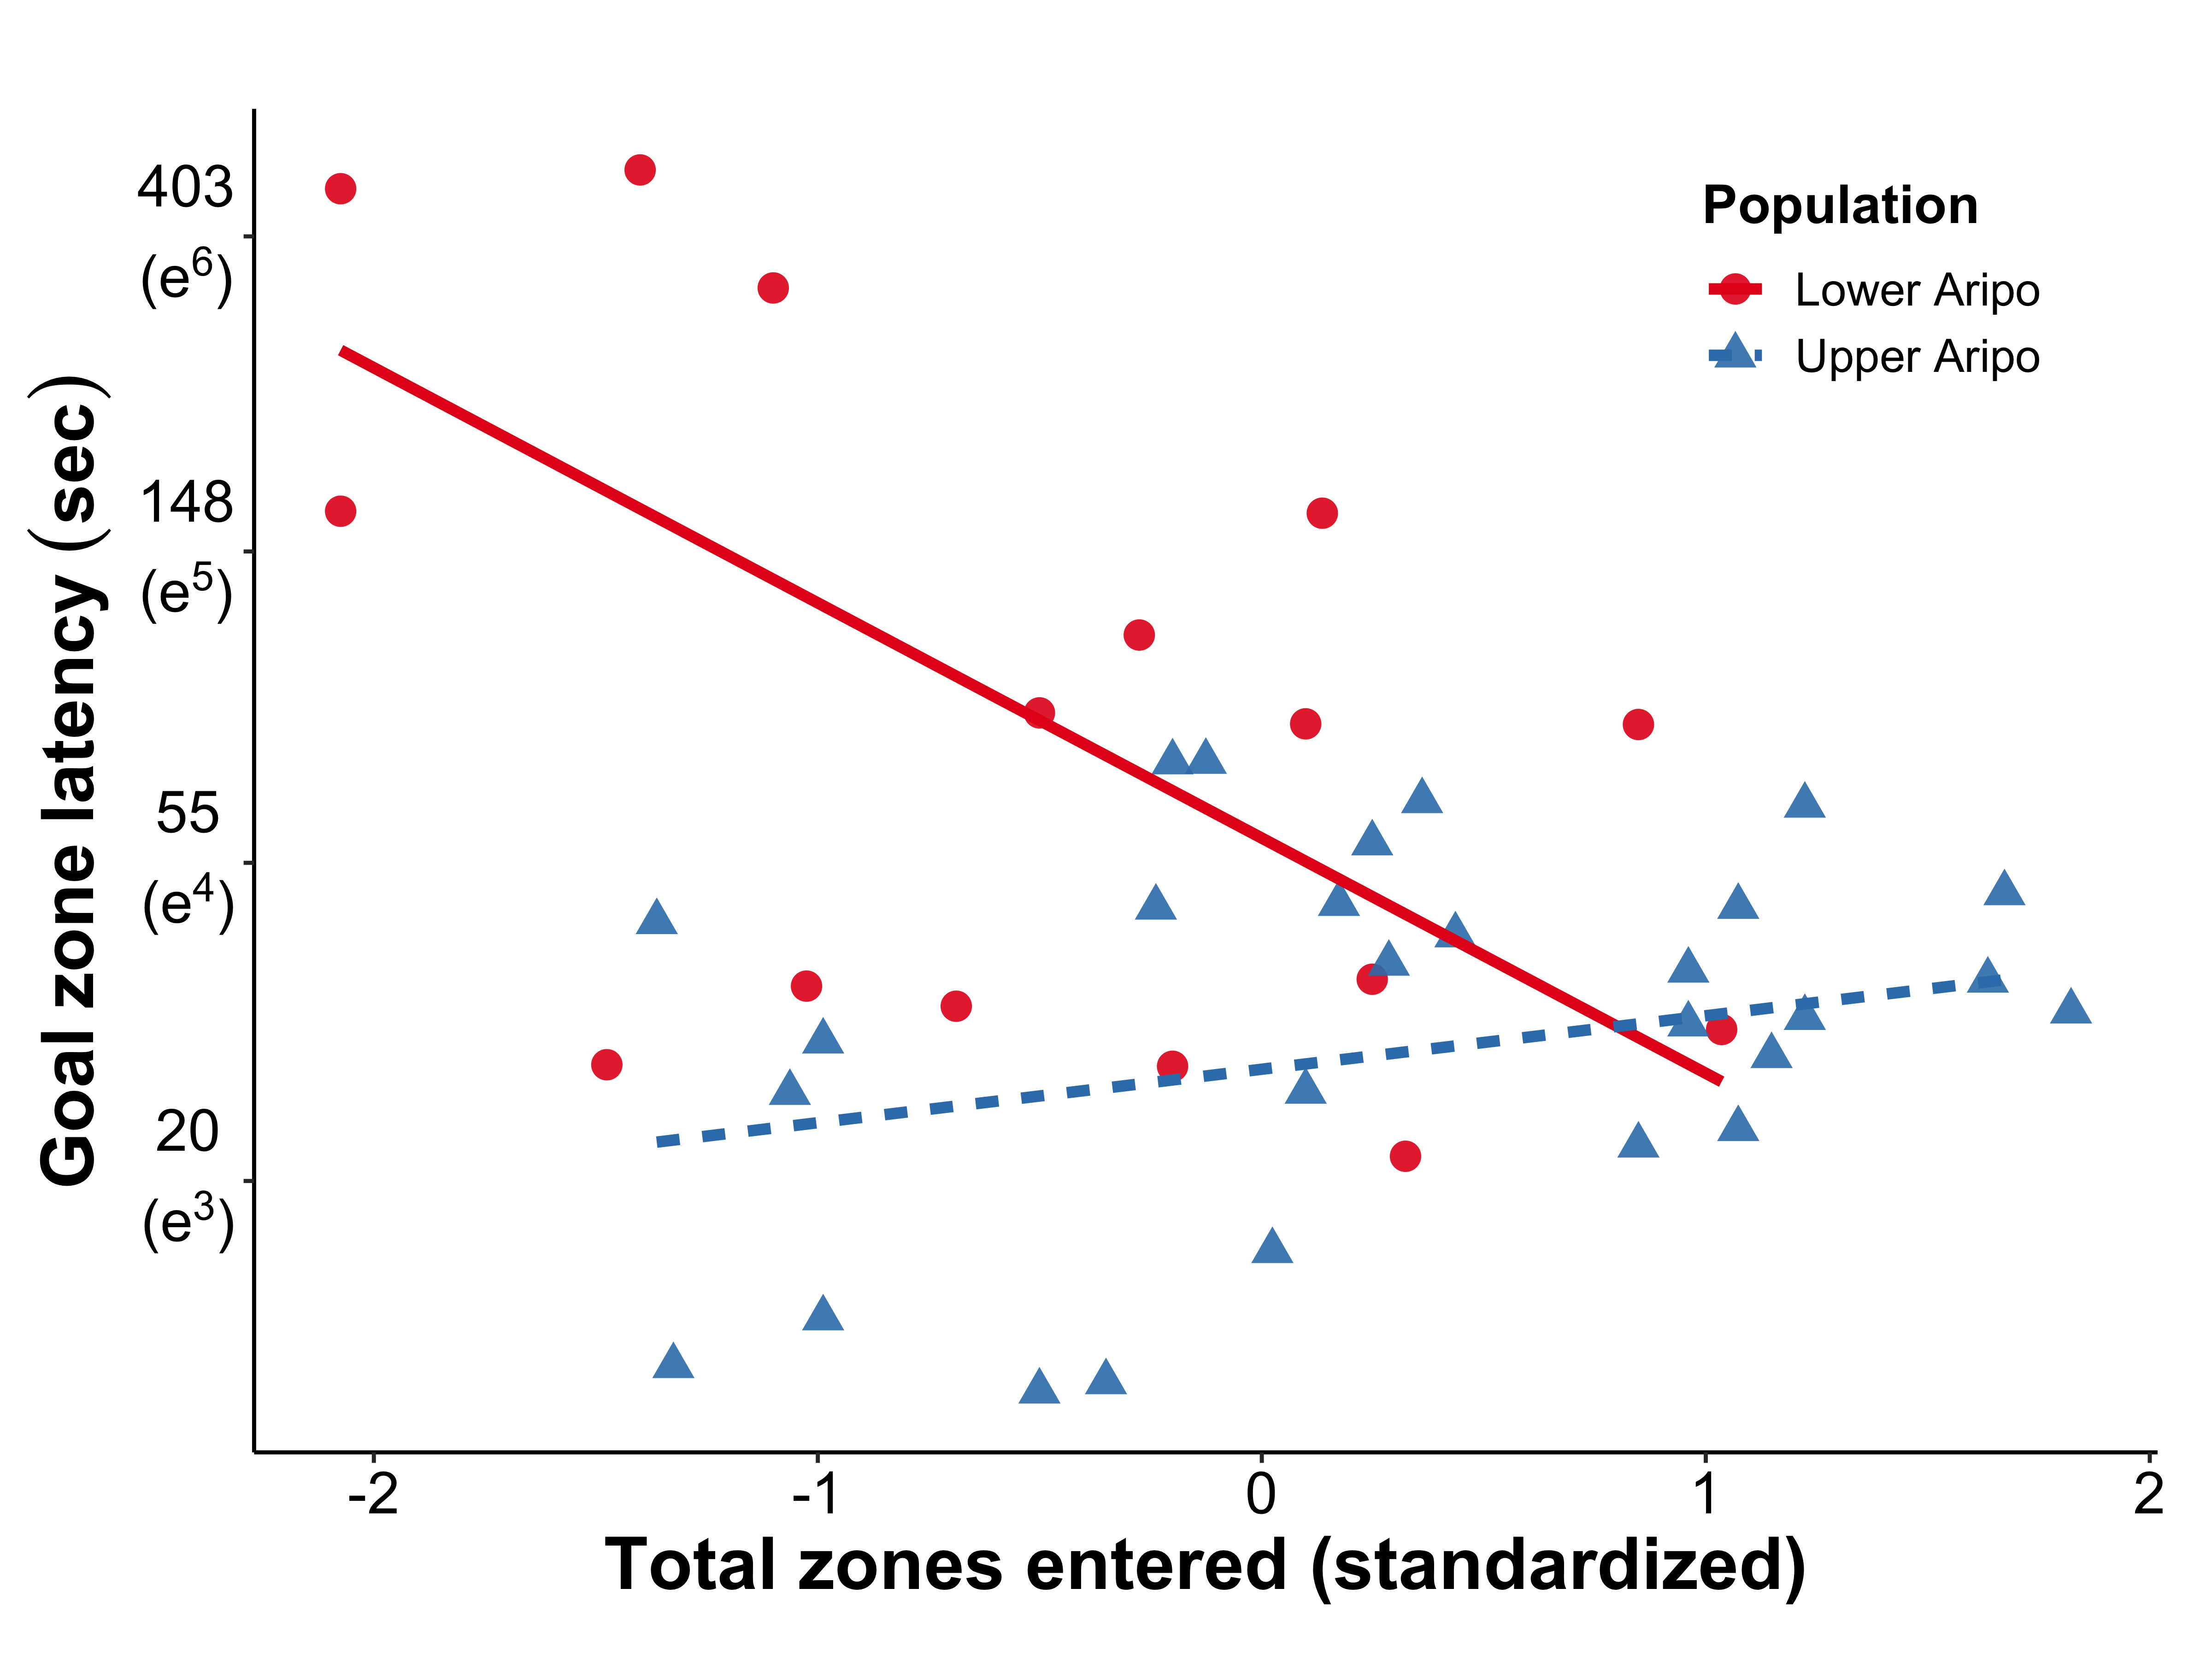 403
(e⁶)
148
(e⁵)
55
(e⁴)
20
(e³)
Goal zone latency (sec)
Population
Lower Aripo
Upper Aripo
-2 -1 0 1 2
Total zones entered (standardized)